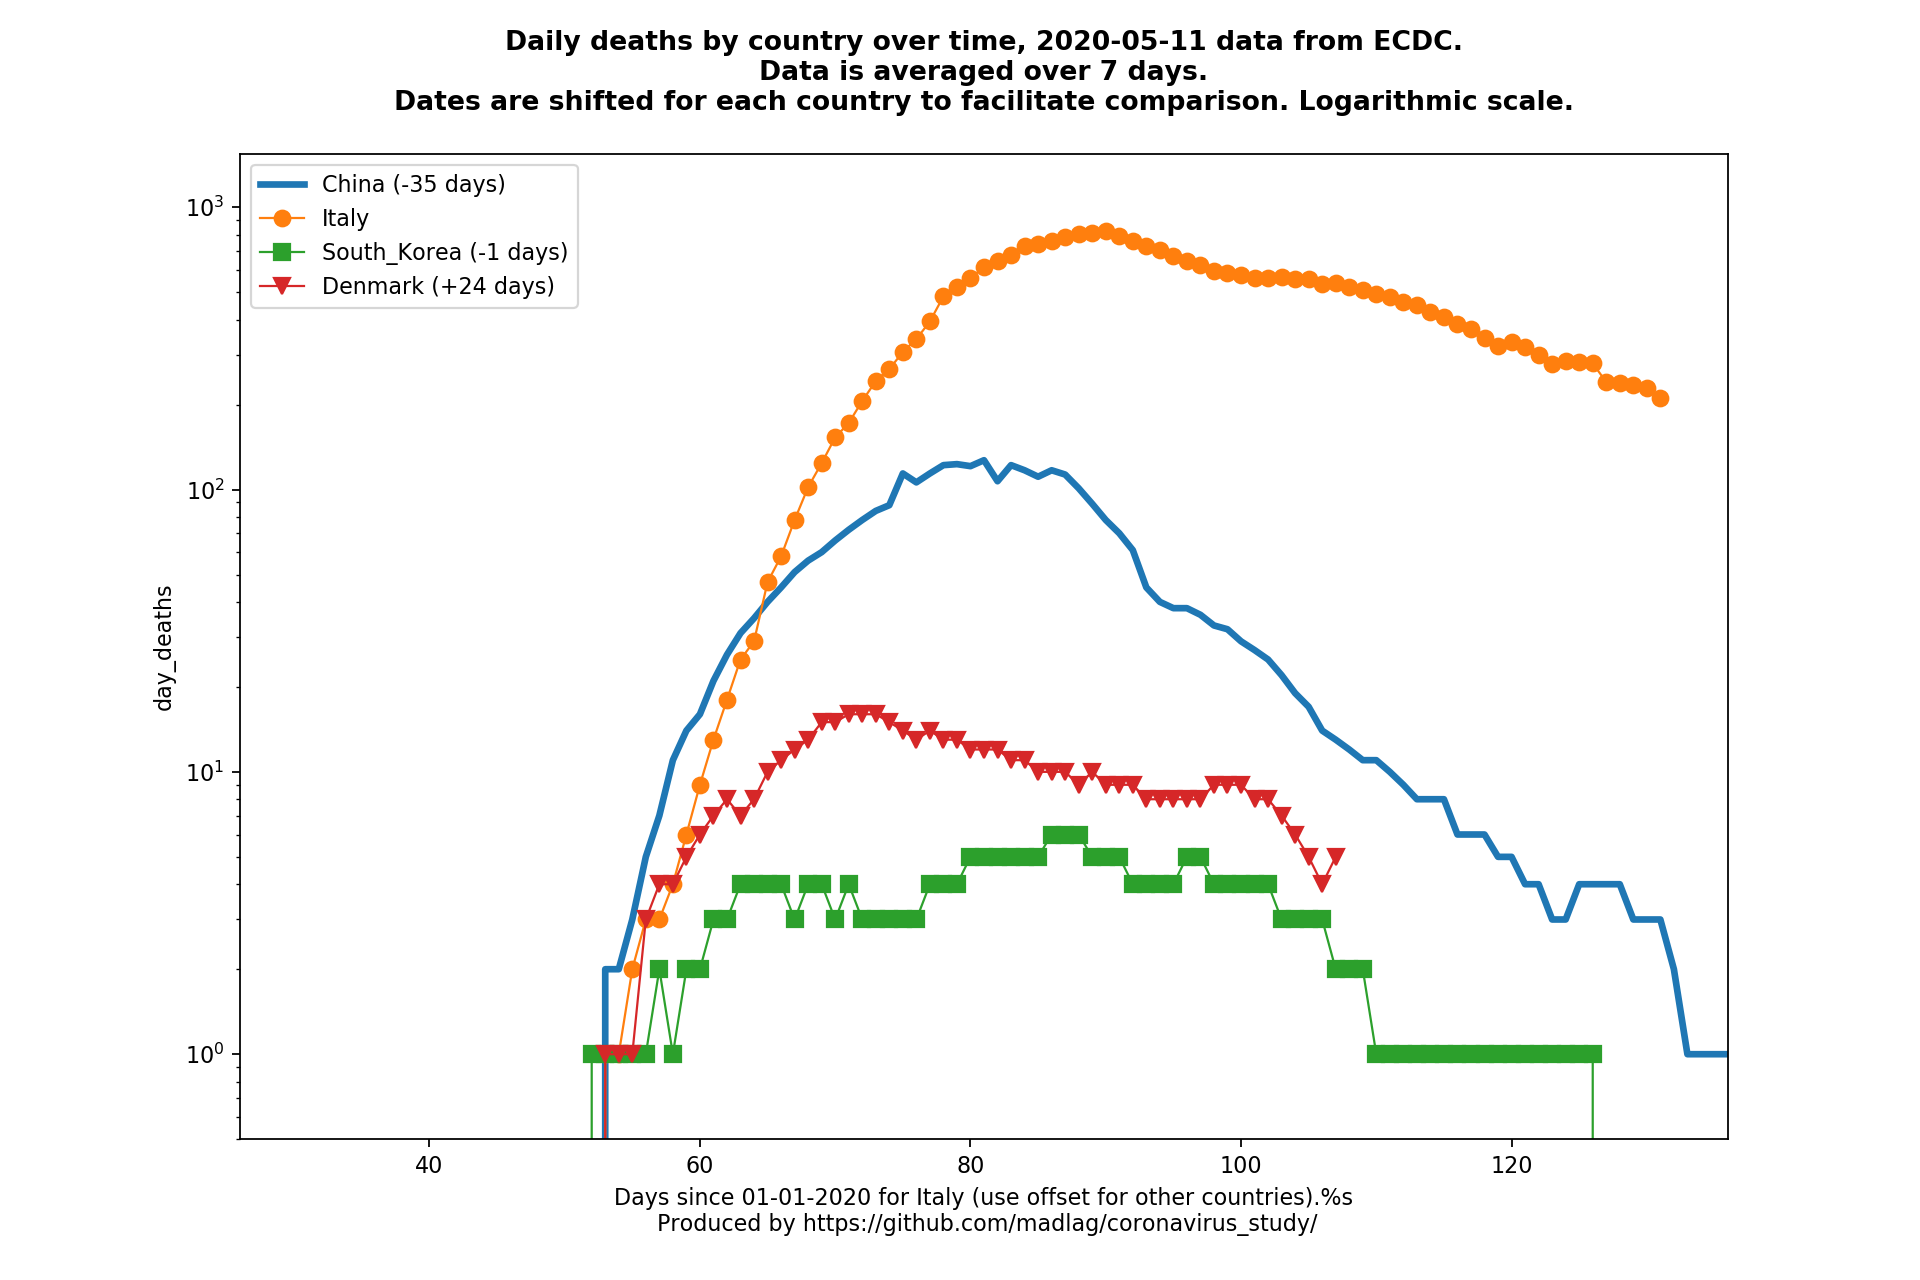 Daily deaths by country over time, 2020-05-11 data from ECDC.
Data is averaged over 7 days.
Dates are shifted for each country to facilitate comparison. Logarithmic scale.
China (-35 days)
Italy
South_Korea (-1 days)
Denmark (+24 days)
10³
10²
10¹
10⁰
day_deaths
40 60 80 100 120
Days since 01-01-2020 for Italy (use offset for other countries).%s
Produced by https://github.com/madlag/coronavirus_study/